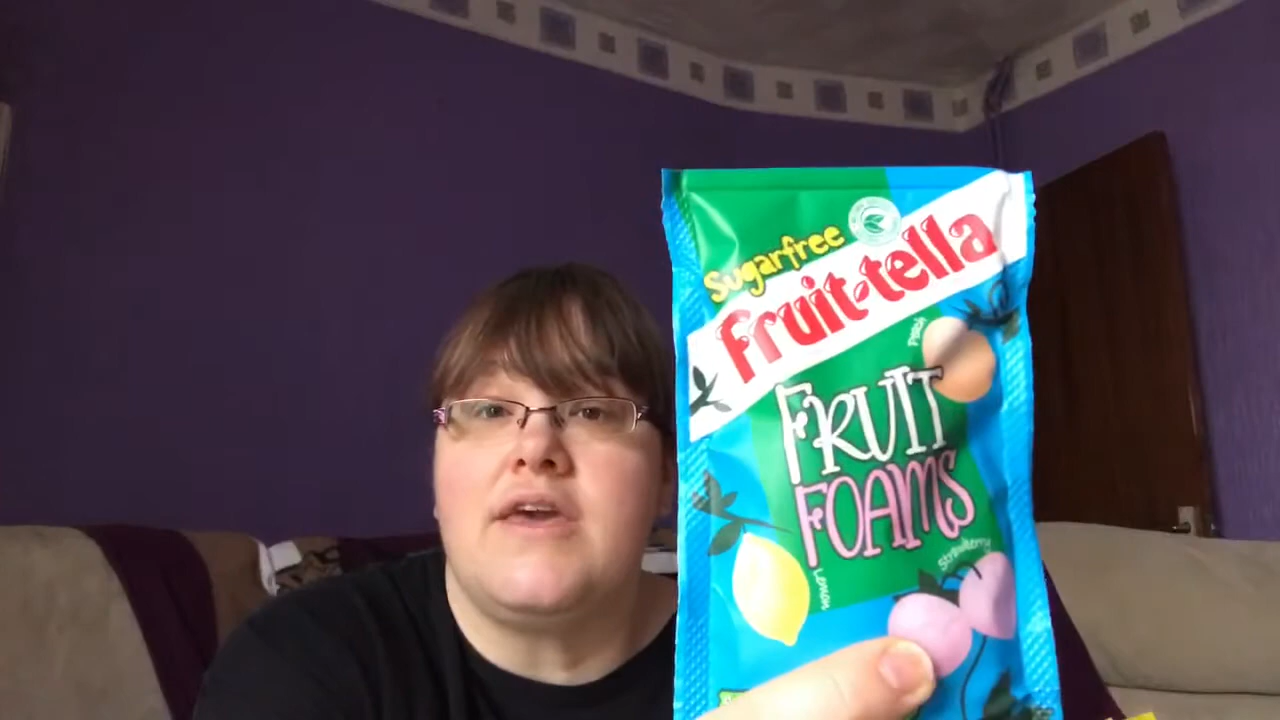 Sugarfree
fruit-tella
Peach
FRUIT
FOAMS
Strawberry
Lemon